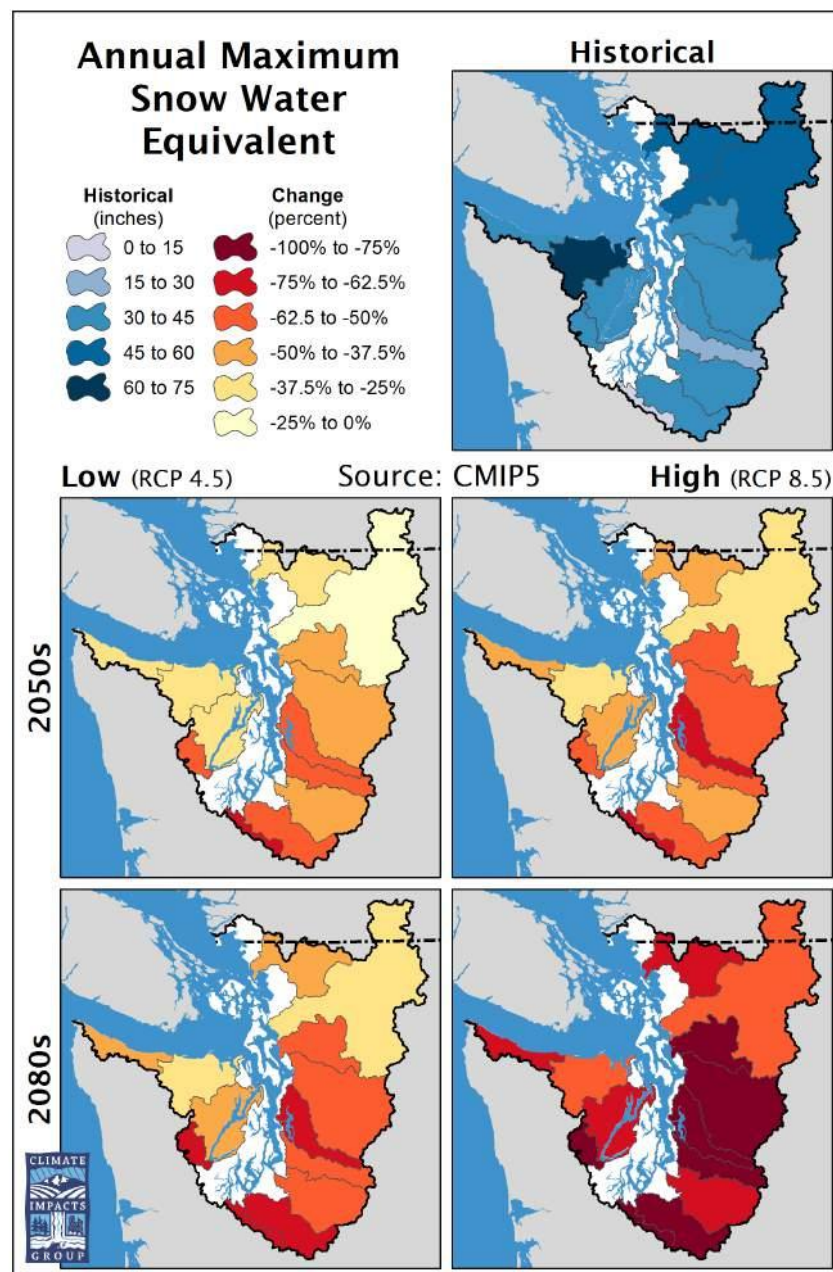 Annual Maximum
Snow Water
Equivalent
Historical
Historical
(inches)
0 to 15
15 to 30
30 to 45
45 to 60
60 to 75
Change
(percent)
-100% to -75%
-75% to -62.5%
-62.5 to -50%
-50% to -37.5%
-37.5% to -25%
-25% to 0%
Low (RCP 4.5) Source: CMIP5 High (RCP 8.5)
2050s
2080s
CLIMATE
IMPACTS
GROUP